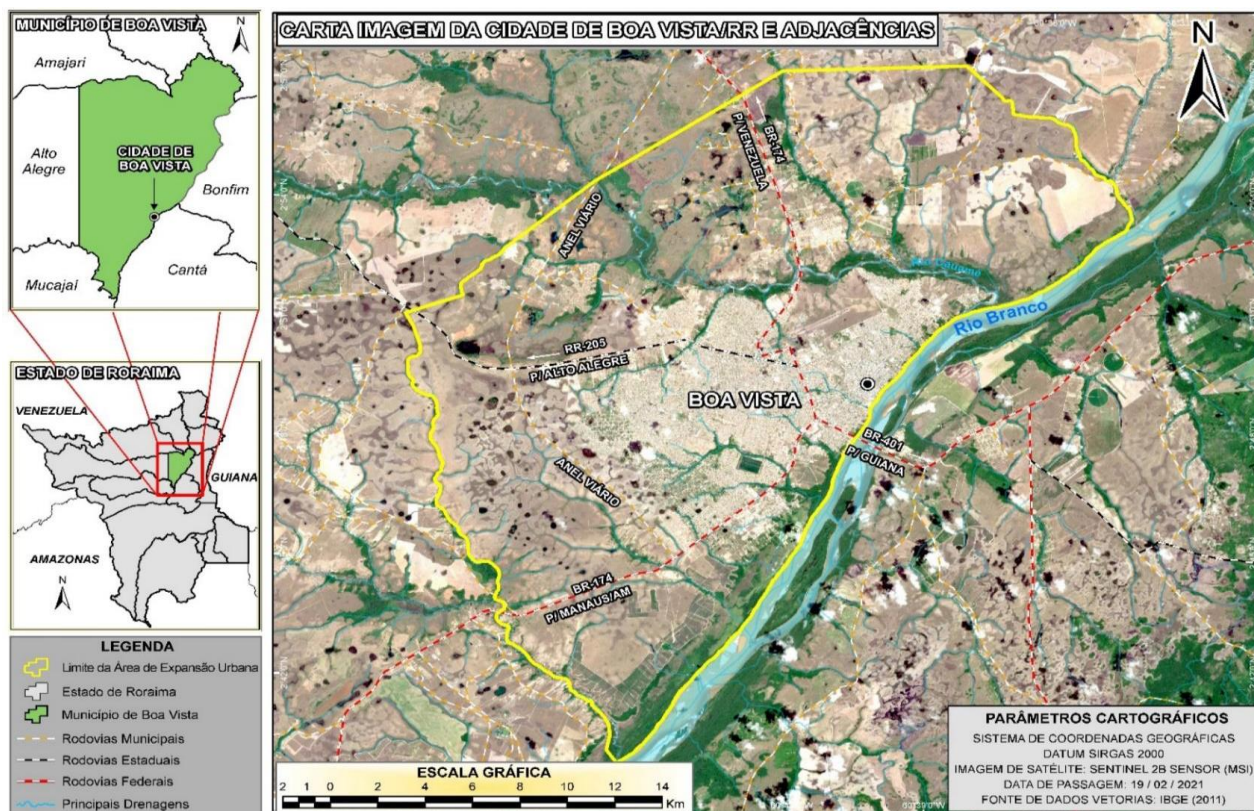 MUNICÍPIO DE BOA VISTA
N
Amajari
Alto
Alegre
CIDADE DE
BOA VISTA
Bonfim
Cantá
Mucajaí
ESTADO DE RORAIMA
VENEZUELA
GUIANA
AMAZONAS
N
LEGENDA
Limite da Área de Expansão Urbana
Estado de Roraima
Município de Boa Vista
Rodovias Municipais
Rodovias Estaduais
Rodovias Federais
Principais Drenagens
CARTA IMAGEM DA CIDADE DE BOA VISTA/RR E ADJACÊNCIAS
N
BR-174
P/ VENEZUELA
ANEL VIÁRIO
Rio Branco
RR-205
P/ ALTO ALEGRE
BOA VISTA
BR-401
P/ GUIANA
ANEL VIÁRIO
BR-174
P/ MANAUS/AM
ESCALA GRÁFICA
2 1 0 2 4 6 8 10 12 14
Km
PARÂMETROS CARTOGRÁFICOS
SISTEMA DE COORDENADAS GEOGRÁFICAS
DATUM SIRGAS 2000
IMAGEM DE SATÉLITE: SENTINEL 2B SENSOR (MSI)
DATA DE PASSAGEM: 19 / 02 / 2021
FONTE DE DADOS VETORIAS: IBGE (2011)